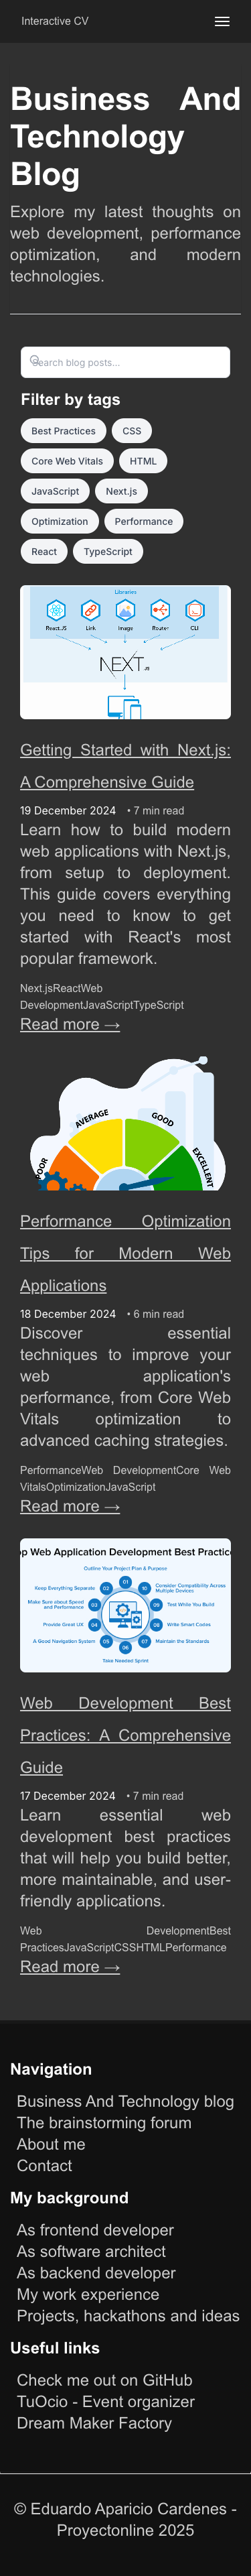 Interactive CV
Business And
Technology
Blog
Explore my latest thoughts on
web development, performance
optimization, and modern
technologies.
Search blog posts...
Filter by tags
Best Practices
CSS
Core Web Vitals
HTML
JavaScript
Next.js
Optimization
Performance
React
TypeScript
Libraries
React.JS Link Image Router CLI
NEXT.JS
Getting Started with Next.js:
A Comprehensive Guide
19 December 2024 • 7 min read
Learn how to build modern
web applications with Next.js,
from setup to deployment.
This guide covers everything
you need to know to get
started with React's most
popular framework.
Next.jsReactWeb
DevelopmentJavaScriptTypeScript
Read more →
POOR
AVERAGE
GOOD
EXCELLENT
Performance Optimization
Tips for Modern Web
Applications
18 December 2024 • 6 min read
Discover essential
techniques to improve your
web application's
performance, from Core Web
Vitals optimization to
advanced caching strategies.
PerformanceWeb DevelopmentCore Web
VitalsOptimizationJavaScript
Read more →
op Web Application Development Best Practices
Outline Your Project Plan & Purpose
01
Keep Everything Separate 02
10 Consider Compatibility Across
Multiple Devices
Make Sure about Speed
and Performance 03
09 Test Write You Build
Provide Great UX 04
08 Write Smart Codes
A Good Navigation System 05
07 Maintain the Standards
06
Take Needed Sprint
Web Development Best
Practices: A Comprehensive
Guide
17 December 2024 • 7 min read
Learn essential web
development best practices
that will help you build better,
more maintainable, and user-
friendly applications.
Web DevelopmentBest
PracticesJavaScriptCSSHTMLPerformance
Read more →
Navigation
Business And Technology blog
The brainstorming forum
About me
Contact
My background
As frontend developer
As software architect
As backend developer
My work experience
Projects, hackathons and ideas
Useful links
Check me out on GitHub
TuOcio - Event organizer
Dream Maker Factory
© Eduardo Aparicio Cardenes -
Proyectonline 2025